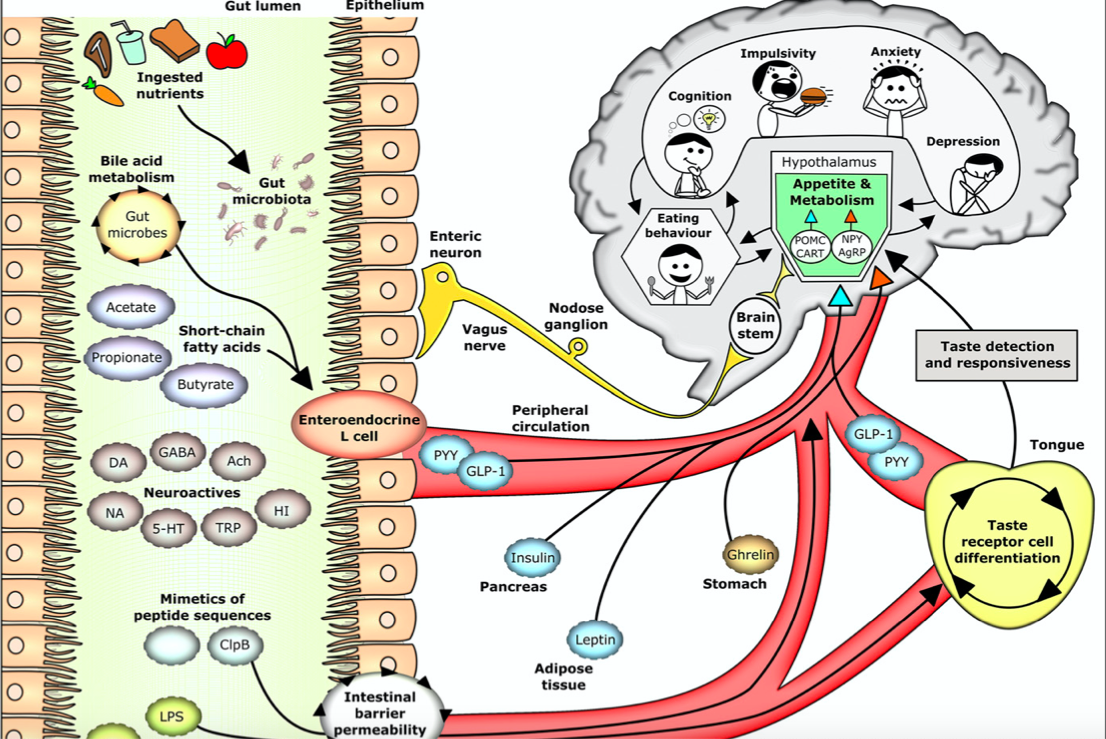 Gut lumen
Epithelium
Ingested
nutrients
Bile acid
metabolism
Gut
microbes
Gut
microbiota
Acetate
Propionate
Butyrate
Short-chain
fatty acids
Enteroendocrine
L cell
DA
GABA
Ach
Neuroactives
NA
5-HT
TRP
HI
Mimetics of
peptide sequences
ClpB
LPS
Intestinal
barrier
permeability
Enteric
neuron
Vagus
nerve
Nodose
ganglion
Peripheral
circulation
PYY
GLP-1
Insulin
Pancreas
Leptin
Adipose
tissue
Ghrelin
Stomach
Impulsivity
Anxiety
Cognition
Depression
Eating
behaviour
Hypothalamus
Appetite &
Metabolism
POMC
CART
NPY
AgRP
Brain
stem
Taste detection
and responsiveness
GLP-1
PYY
Tongue
Taste
receptor cell
differentiation